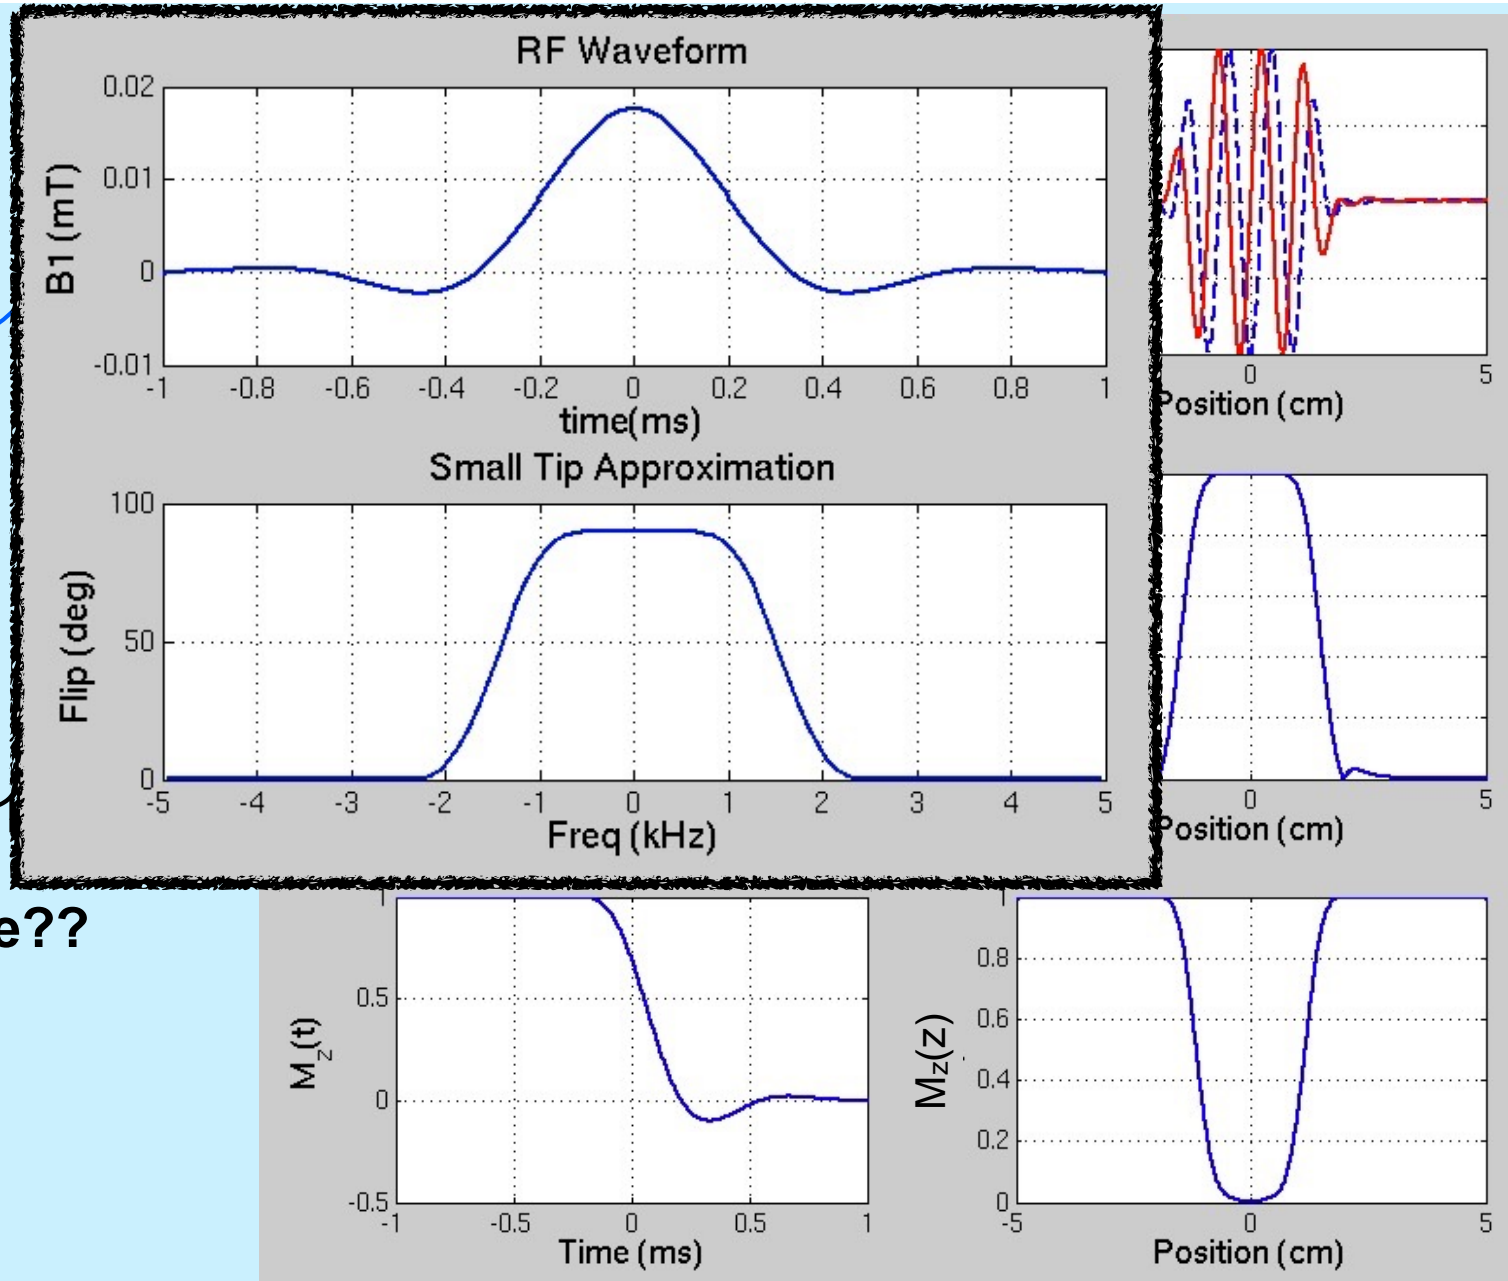 RF Waveform
0.02
0.01
0
-0.01
B1 (mT)
-1 -0.8 -0.6 -0.4 -0.2 0 0.2 0.4 0.6 0.8 1
time(ms)
Small Tip Approximation
100
50
0
Flip (deg)
-5 -4 -3 -2 -1 0 1 2 3 4 5
Freq (kHz)
0 5
Position (cm)
0 5
Position (cm)
e??
0.5
0
-0.5
Mz(t)
-1 -0.5 0 0.5 1
Time (ms)
1
0.8
0.6
0.4
0.2
0
Mz(z)
-5 0 5
Position (cm)